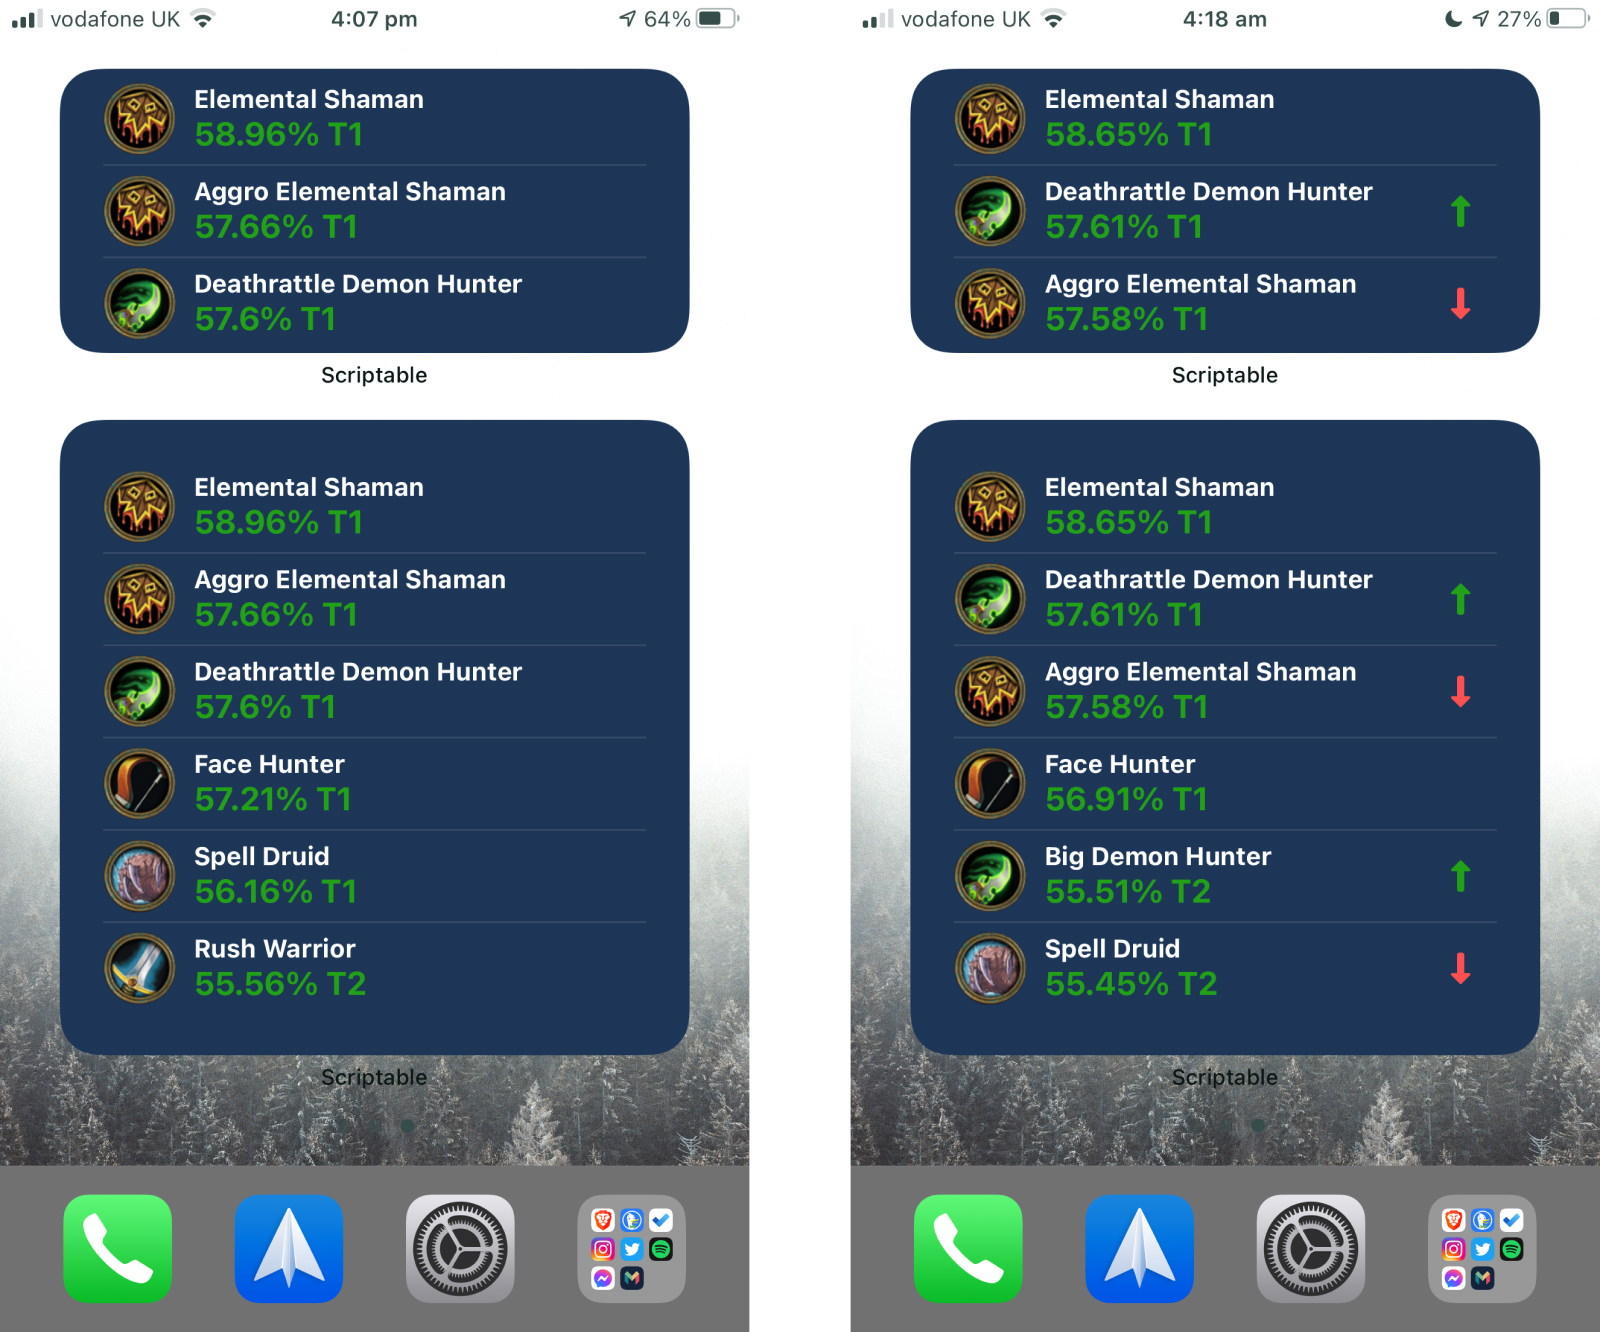 vodafone UK
4:07 pm
64%
Elemental Shaman
58.96% T1
Aggro Elemental Shaman
57.66% T1
Deathrattle Demon Hunter
57.6% T1
Scriptable
Elemental Shaman
58.96% T1
Aggro Elemental Shaman
57.66% T1
Deathrattle Demon Hunter
57.6% T1
Face Hunter
57.21% T1
Spell Druid
56.16% T1
Rush Warrior
55.56% T2
Scriptable
vodafone UK
4:18 am
27%
Elemental Shaman
58.65% T1
Deathrattle Demon Hunter
57.61% T1
Aggro Elemental Shaman
57.58% T1
Scriptable
Elemental Shaman
58.65% T1
Deathrattle Demon Hunter
57.61% T1
Aggro Elemental Shaman
57.58% T1
Face Hunter
56.91% T1
Big Demon Hunter
55.51% T2
Spell Druid
55.45% T2
Scriptable